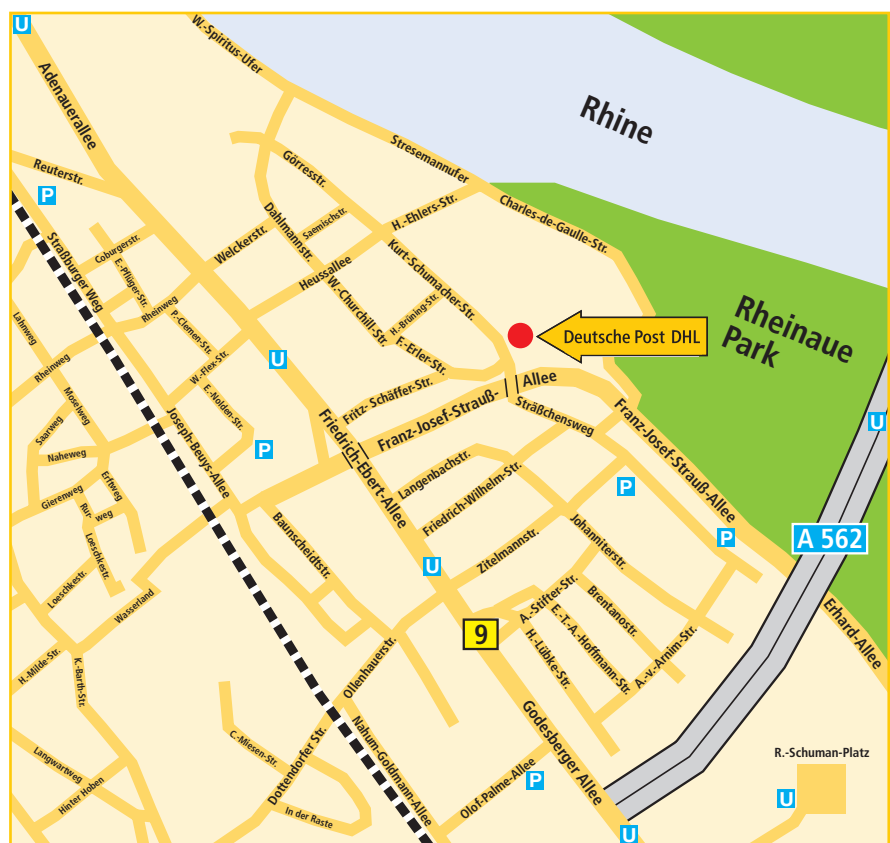 U
W.-Spiritus-Ufer
Adenauerallee
Rhine
Reuterstr.
P
Görresstr.
Stresemannufer
Straßburger Weg
Coburgerstr.
E.-Pflüger-Str.
Welckerstr.
Dahlmannstr.
Saemischstr.
H.-Ehlers-Str.
Charles-de-Gaulle-Str.
Heussallee
Kurt-Schumacher-Str.
Lahnweg
Rheinweg
Rheinweg
P.-Clemen-Str.
W.-Churchill-Str.
H.-Brüning-Str.
Deutsche Post DHL
Rheinaue
Park
U
W.-Flex-Str.
F.-Erler-Str.
Moselweg
Saarweg
E.-Nolden-Str.
Fritz- Schäffer-Str.
Franz-Josef-Strauß-
Allee
Sträßchensweg
U
Joseph-Beuys-Allee
P
Friedrich-Ebert-Allee
Franz-Josef-Strauß-Allee
Naheweg
Langenbachstr.
Friedrich-Wilhelm-Str.
P
Gierenweg
Erftweg
Rur-
weg
Loeschkestr.
Loeschkestr.
Baunscheidtstr.
Zitelmannstr.
Johanniterstr.
P
A 562
U
Wasserland
A.-Stifter-Str.
Brentanostr.
E.-T.-A.-Hoffmann-Str.
H.-Lübke-Str.
A.-v.-Arnim-Str.
Erhard-Allee
9
H.-Milde-Str.
K.-Barth-Str.
Ollenhauerstr.
Godesberger Allee
Nahum-Goldmann-Allee
C.-Miesen-Str.
Dottendorfer Str.
Langwartweg
Hinter Hoben
In der Raste
Olof-Palme-Allee
P
R.-Schuman-Platz
U
U